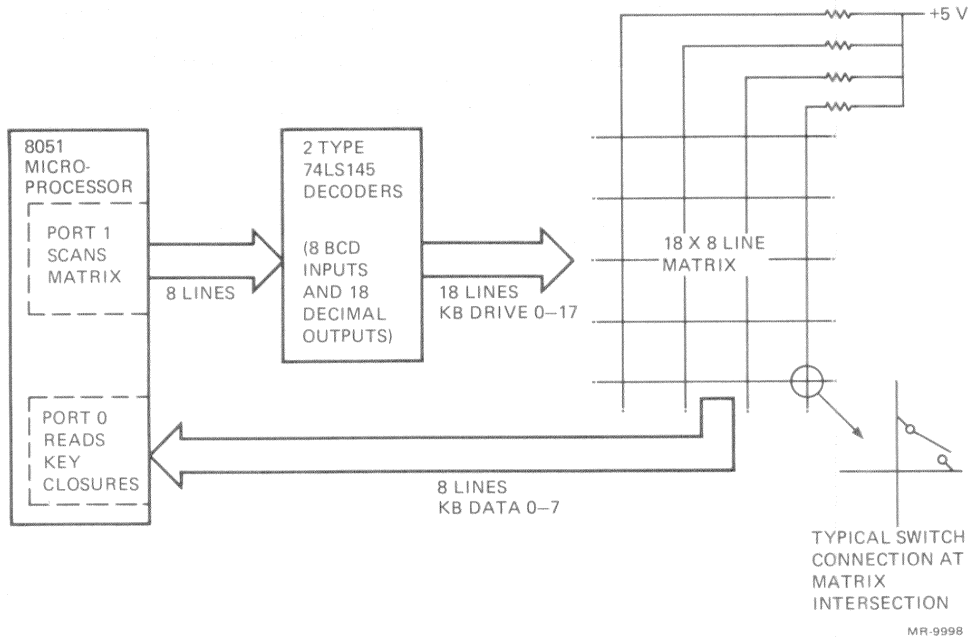 +5 V
8051
MICRO-
PROCESSOR
PORT 1
SCANS
MATRIX
8 LINES
2 TYPE
74LS145
DECODERS
(8 BCD
INPUTS
AND 18
DECIMAL
OUTPUTS)
18 LINES
KB DRIVE 0–17
18 X 8 LINE
MATRIX
PORT 0
READS
KEY
CLOSURES
8 LINES
KB DATA 0–7
TYPICAL SWITCH
CONNECTION AT
MATRIX
INTERSECTION
MR-9998